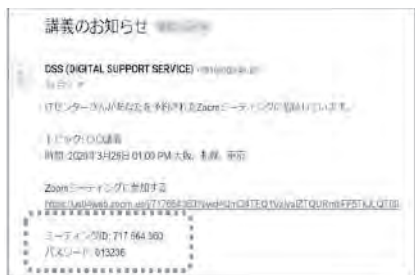 講義のお知らせ
DSS (DIGITAL SUPPORT SERVICE)
ITセンターさんがあなたを予約されたZoomミーティングに招待しています。
トピック: 〇〇講義
時間: 2020年3月26日 01:00 PM 大阪、札幌、東京
Zoomミーティングに参加する
ミーティングID: 717 664 363
パスワード: 013236